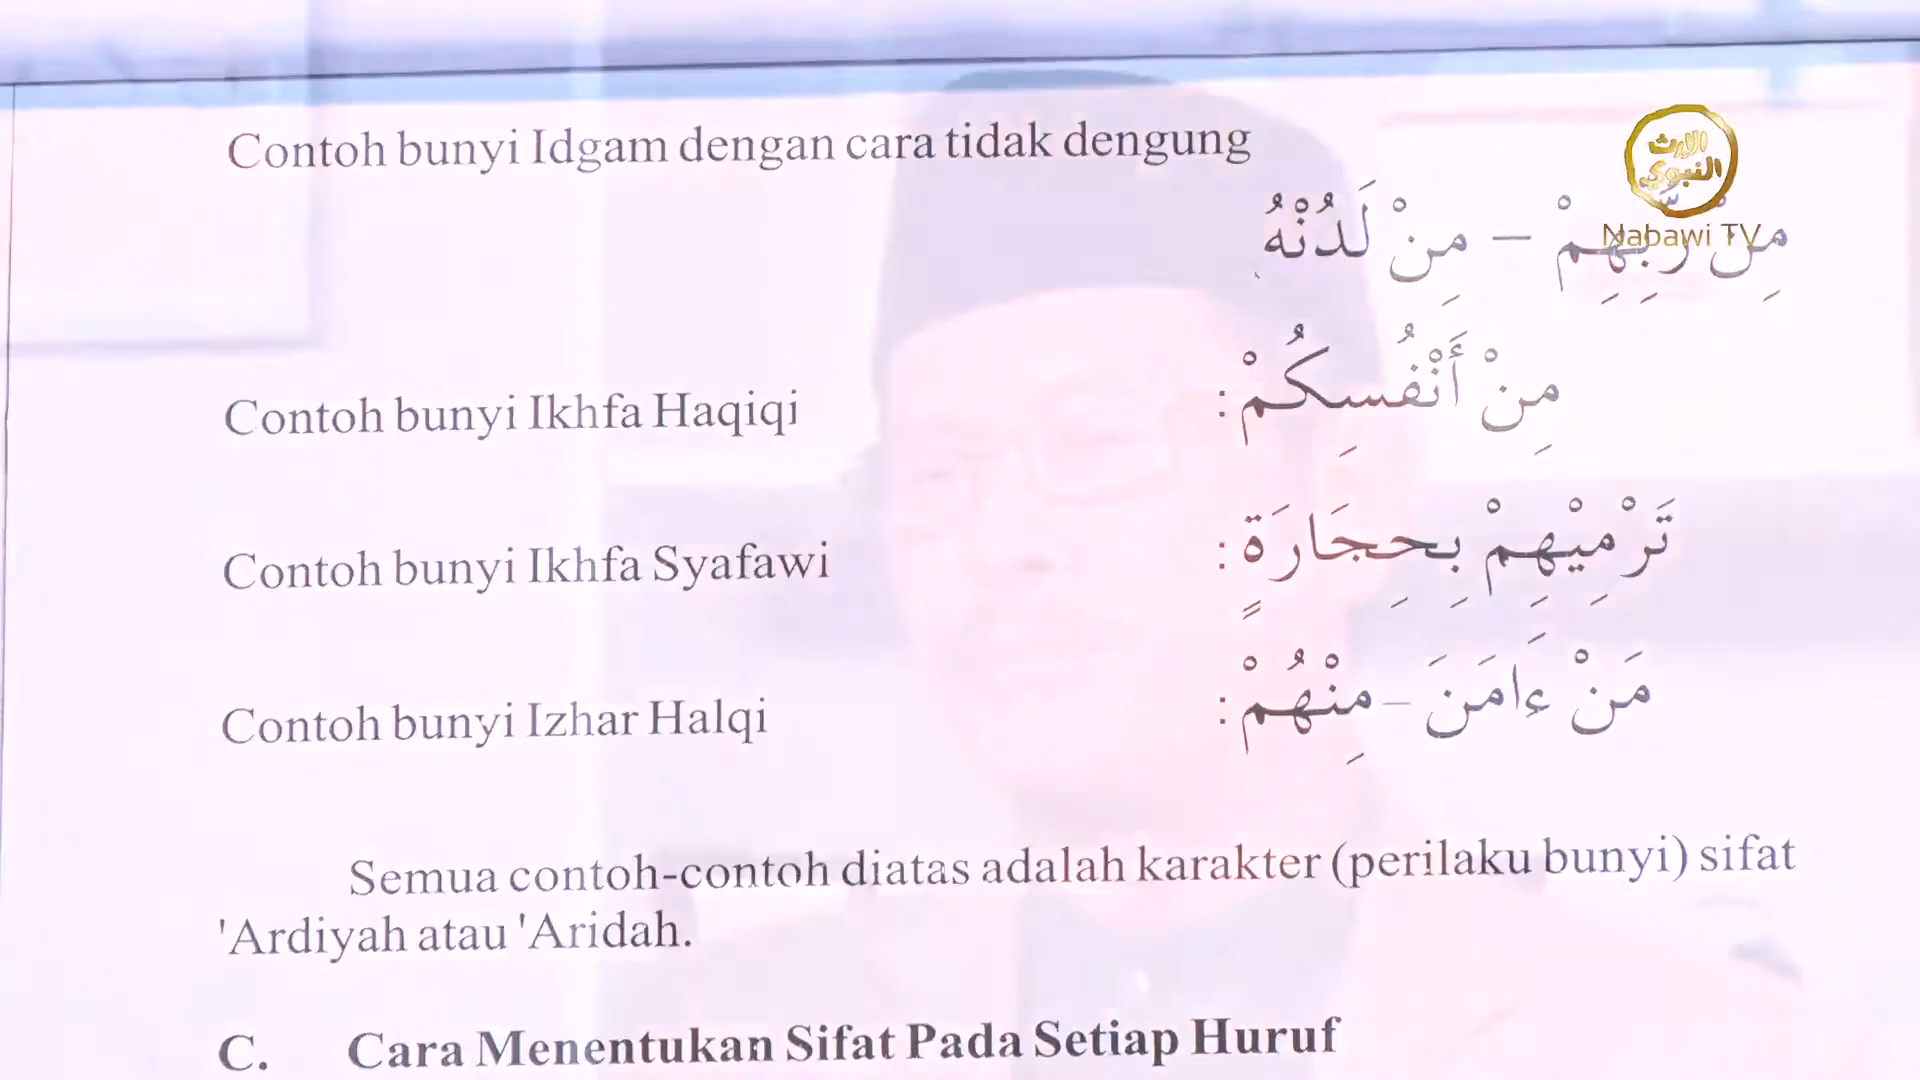 Contoh bunyi Idgam dengan cara tidak dengung
الإرث
النبوي
Nabawi TV
مِنْ رَبِّهِمْ – مِنْ لَدُنْهُ
Contoh bunyi Ikhfa Haqiqi : مِنْ أَنْفُسِكُمْ
Contoh bunyi Ikhfa Syafawi : تَرْمِيْهِمْ بِحِجَارَةٍ
Contoh bunyi Izhar Halqi : مَنْ ءَامَنَ – مِنْهُمْ
Semua contoh-contoh diatas adalah karakter (perilaku bunyi) sifat
'Ardiyah atau 'Aridah.
C. Cara Menentukan Sifat Pada Setiap Huruf